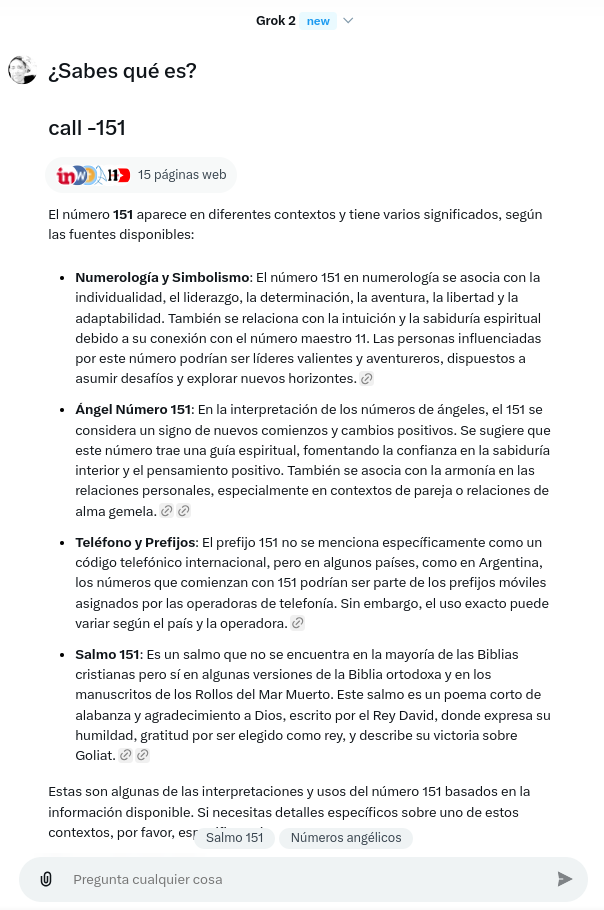 Grok 2 new
¿Sabes qué es?
call -151
15 páginas web
El número 151 aparece en diferentes contextos y tiene varios significados, según
las fuentes disponibles:
• Numerología y Simbolismo: El número 151 en numerología se asocia con la
individualidad, el liderazgo, la determinación, la aventura, la libertad y la
adaptabilidad. También se relaciona con la intuición y la sabiduría espiritual
debido a su conexión con el número maestro 11. Las personas influenciadas
por este número podrían ser líderes valientes y aventureros, dispuestos a
asumir desafíos y explorar nuevos horizontes.
• Ángel Número 151: En la interpretación de los números de ángeles, el 151 se
considera un signo de nuevos comienzos y cambios positivos. Se sugiere que
este número trae una guía espiritual, fomentando la confianza en la sabiduría
interior y el pensamiento positivo. También se asocia con la armonía en las
relaciones personales, especialmente en contextos de pareja o relaciones de
alma gemela.
• Teléfono y Prefijos: El prefijo 151 no se menciona específicamente como un
código telefónico internacional, pero en algunos países, como en Argentina,
los números que comienzan con 151 podrían ser parte de los prefijos móviles
asignados por las operadoras de telefonía. Sin embargo, el uso exacto puede
variar según el país y la operadora.
• Salmo 151: Es un salmo que no se encuentra en la mayoría de las Biblias
cristianas pero sí en algunas versiones de la Biblia ortodoxa y en los
manuscritos de los Rollos del Mar Muerto. Este salmo es un poema corto de
alabanza y agradecimiento a Dios, escrito por el Rey David, donde expresa su
humildad, gratitud por ser elegido como rey, y describe su victoria sobre
Goliat.
Estas son algunas de las interpretaciones y usos del número 151 basados en la
información disponible. Si necesitas detalles específicos sobre uno de estos
contextos, por favor,
Salmo 151 Números angélicos
Pregunta cualquier cosa